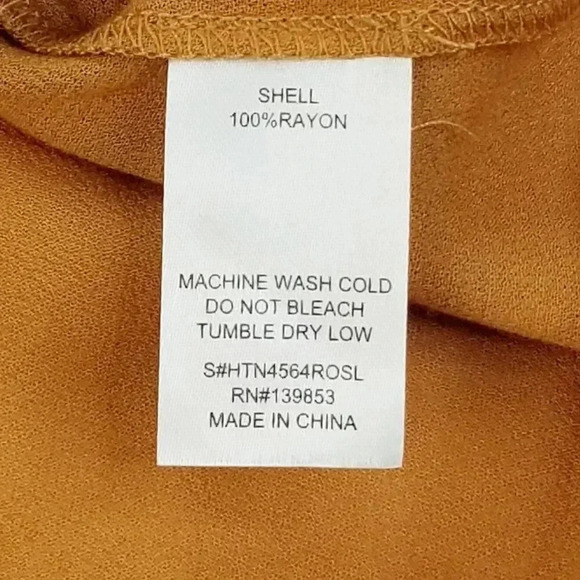 SHELL
100%RAYON
MACHINE WASH COLD
DO NOT BLEACH
TUMBLE DRY LOW
S#HTN4564ROSL
RN#139853
MADE IN CHINA